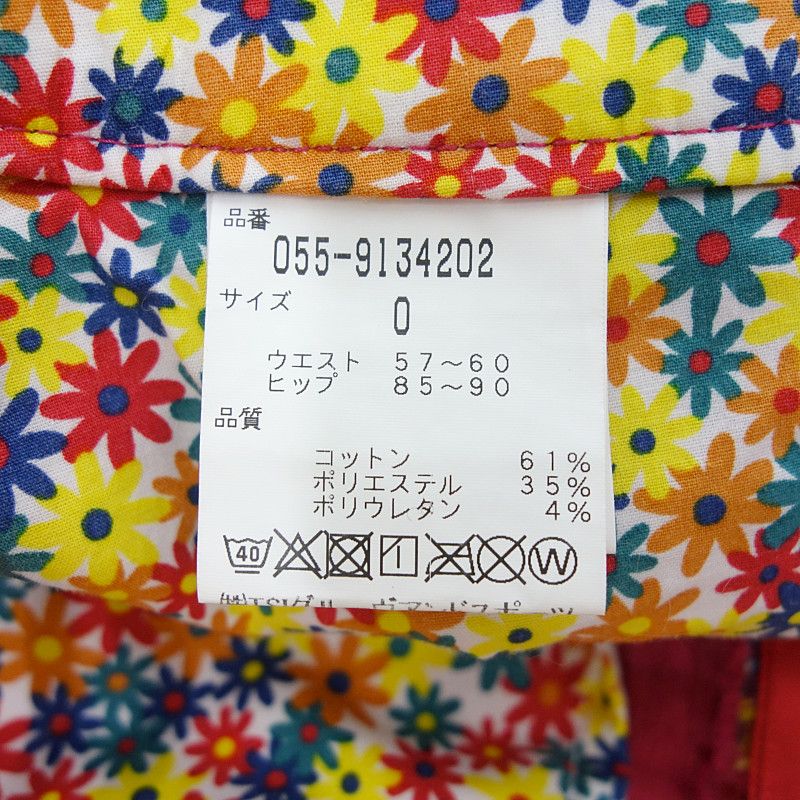 品番
055-9134202
サイズ
0
ウエスト 57~60
ヒップ 85~90
品質
コットン 61%
ポリエステル 35%
ポリウレタン 4%
40
W